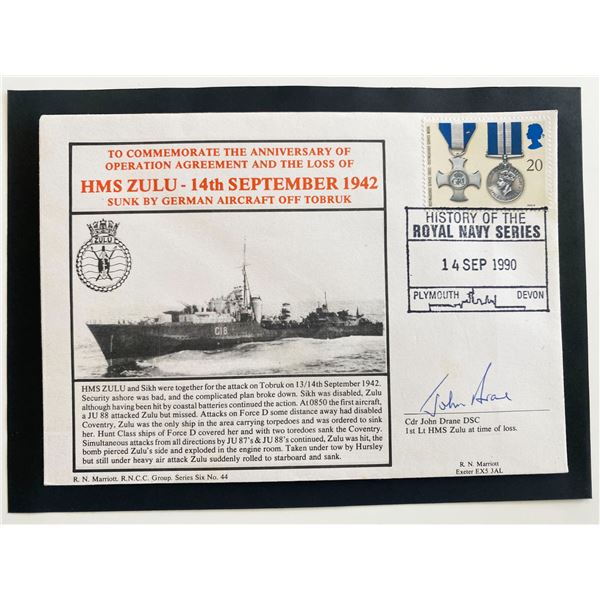 TO COMMEMORATE THE ANNIVERSARY OF
OPERATION AGREEMENT AND THE LOSS OF
HMS ZULU - 14th SEPTEMBER 1942
SUNK BY GERMAN AIRCRAFT OFF TOBRUK
ZULU
C18
HMS ZULU and Sikh were together for the attack on Tobruk on 13/14th September 1942.
Security ashore was bad, and the complicated plan broke down. Sikh was disabled, Zulu
although having been hit by coastal batteries continued the action. At 0850 the first aircraft,
a JU 88 attacked Zulu but missed. Attacks on Force D some distance away had disabled
Coventry, Zulu was the only ship in the area carrying torpedoes and was ordered to sink
her. Hunt Class ships of Force D covered her and with two toredoes sank the Coventry.
Simultaneous attacks from all directions by JU 87's & JU 88's continued, Zulu was hit, the
bomb pierced Zulu's side and exploded in the engine room. Taken under tow by Hursley
but still under heavy air attack Zulu suddenly rolled to starboard and sank.
R. N. Marriott. R.N.C.C. Group. Series Six No. 44
20
HISTORY OF THE
ROYAL NAVY SERIES
14 SEP 1990
PLYMOUTH DEVON
John Drane
Cdr John Drane DSC
1st Lt HMS Zulu at time of loss.
R. N. Marriott
Exeter EX5 3AL